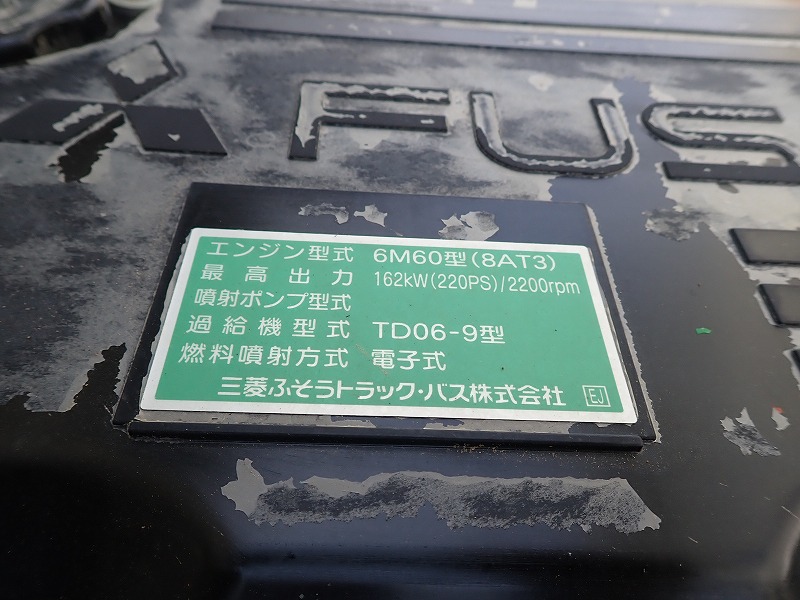 FUS
エンジン型式 6M60型(8AT3)
最高出力 162kW(220PS)/2200rpm
噴射ポンプ型式
過給機型式 TD06-9型
燃料噴射方式 電子式
三菱ふそうトラック・バス株式会社 EJ